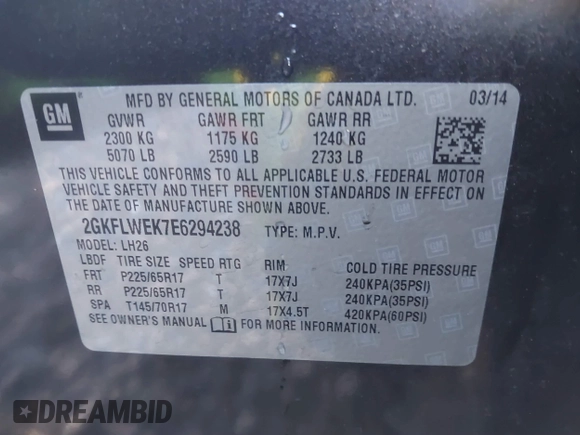 GM
MFD BY GENERAL MOTORS OF CANADA LTD. 03/14
GVWR GAWR FRT GAWR RR
2300 KG 1175 KG 1240 KG
5070 LB 2590 LB 2733 LB
THIS VEHICLE CONFORMS TO ALL APPLICABLE U.S. FEDERAL MOTOR
VEHICLE SAFETY AND THEFT PREVENTION STANDARDS IN EFFECT ON
THE DATE OF MANUFACTURE SHOWN ABOVE.
2GKFLWEK7E6294238 TYPE: M.P.V.
MODEL: LH26
LBDF TIRE SIZE SPEED RTG RIM COLD TIRE PRESSURE
FRT P225/65R17 T 17X7J 240KPA(35PSI)
RR P225/65R17 T 17X7J 240KPA(35PSI)
SPA T145/70R17 M 17X4.5T 420KPA(60PSI)
SEE OWNER'S MANUAL i FOR MORE INFORMATION.
DREAMBID